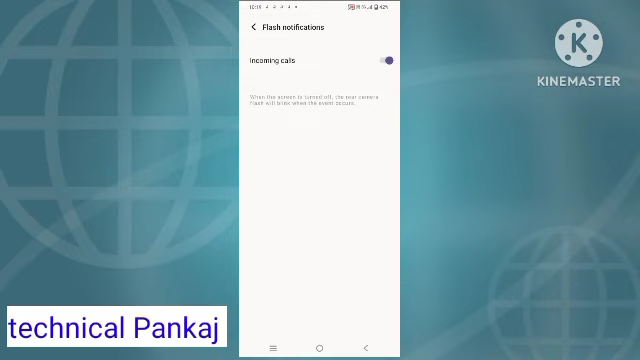 Flash notifications
Incoming calls
When the screen is turned off, the rear camera
flash will blink when the event occurs.
K
KINEMASTER
technical Pankaj